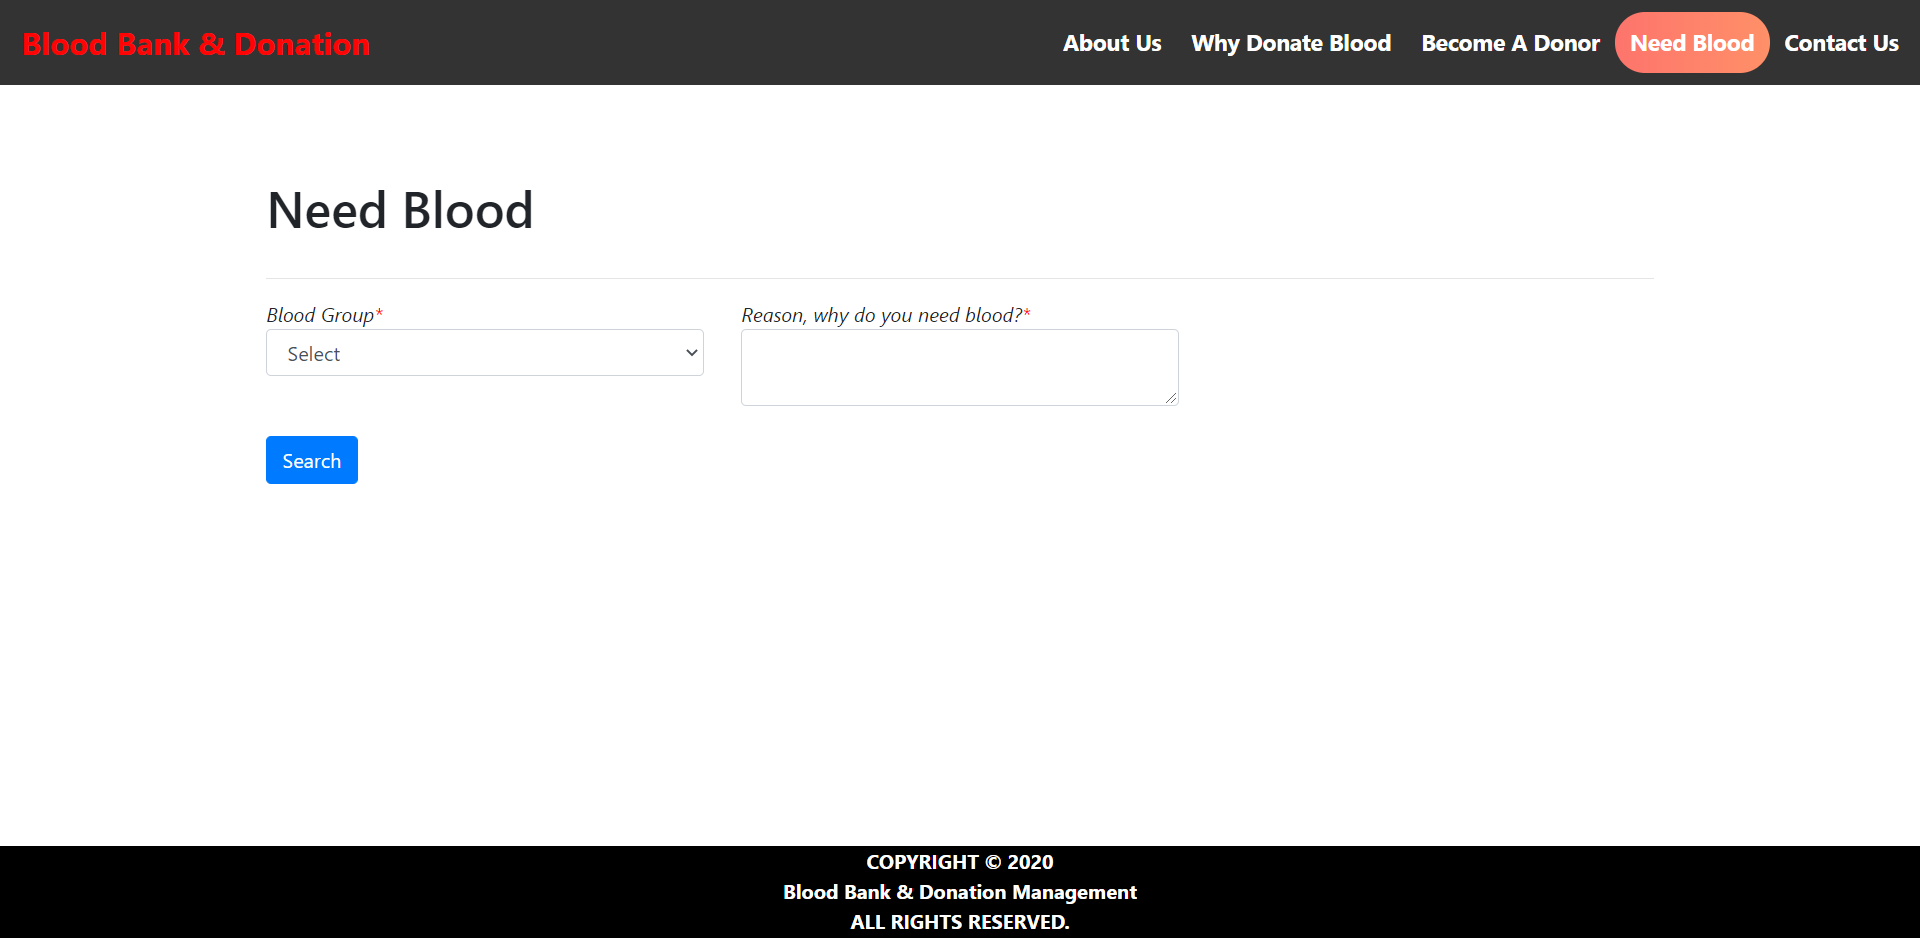 Blood Bank & Donation
About Us Why Donate Blood Become A Donor Need Blood Contact Us
Need Blood
Blood Group* Reason, why do you need blood?*
Select
Search
COPYRIGHT © 2020
Blood Bank & Donation Management
ALL RIGHTS RESERVED.